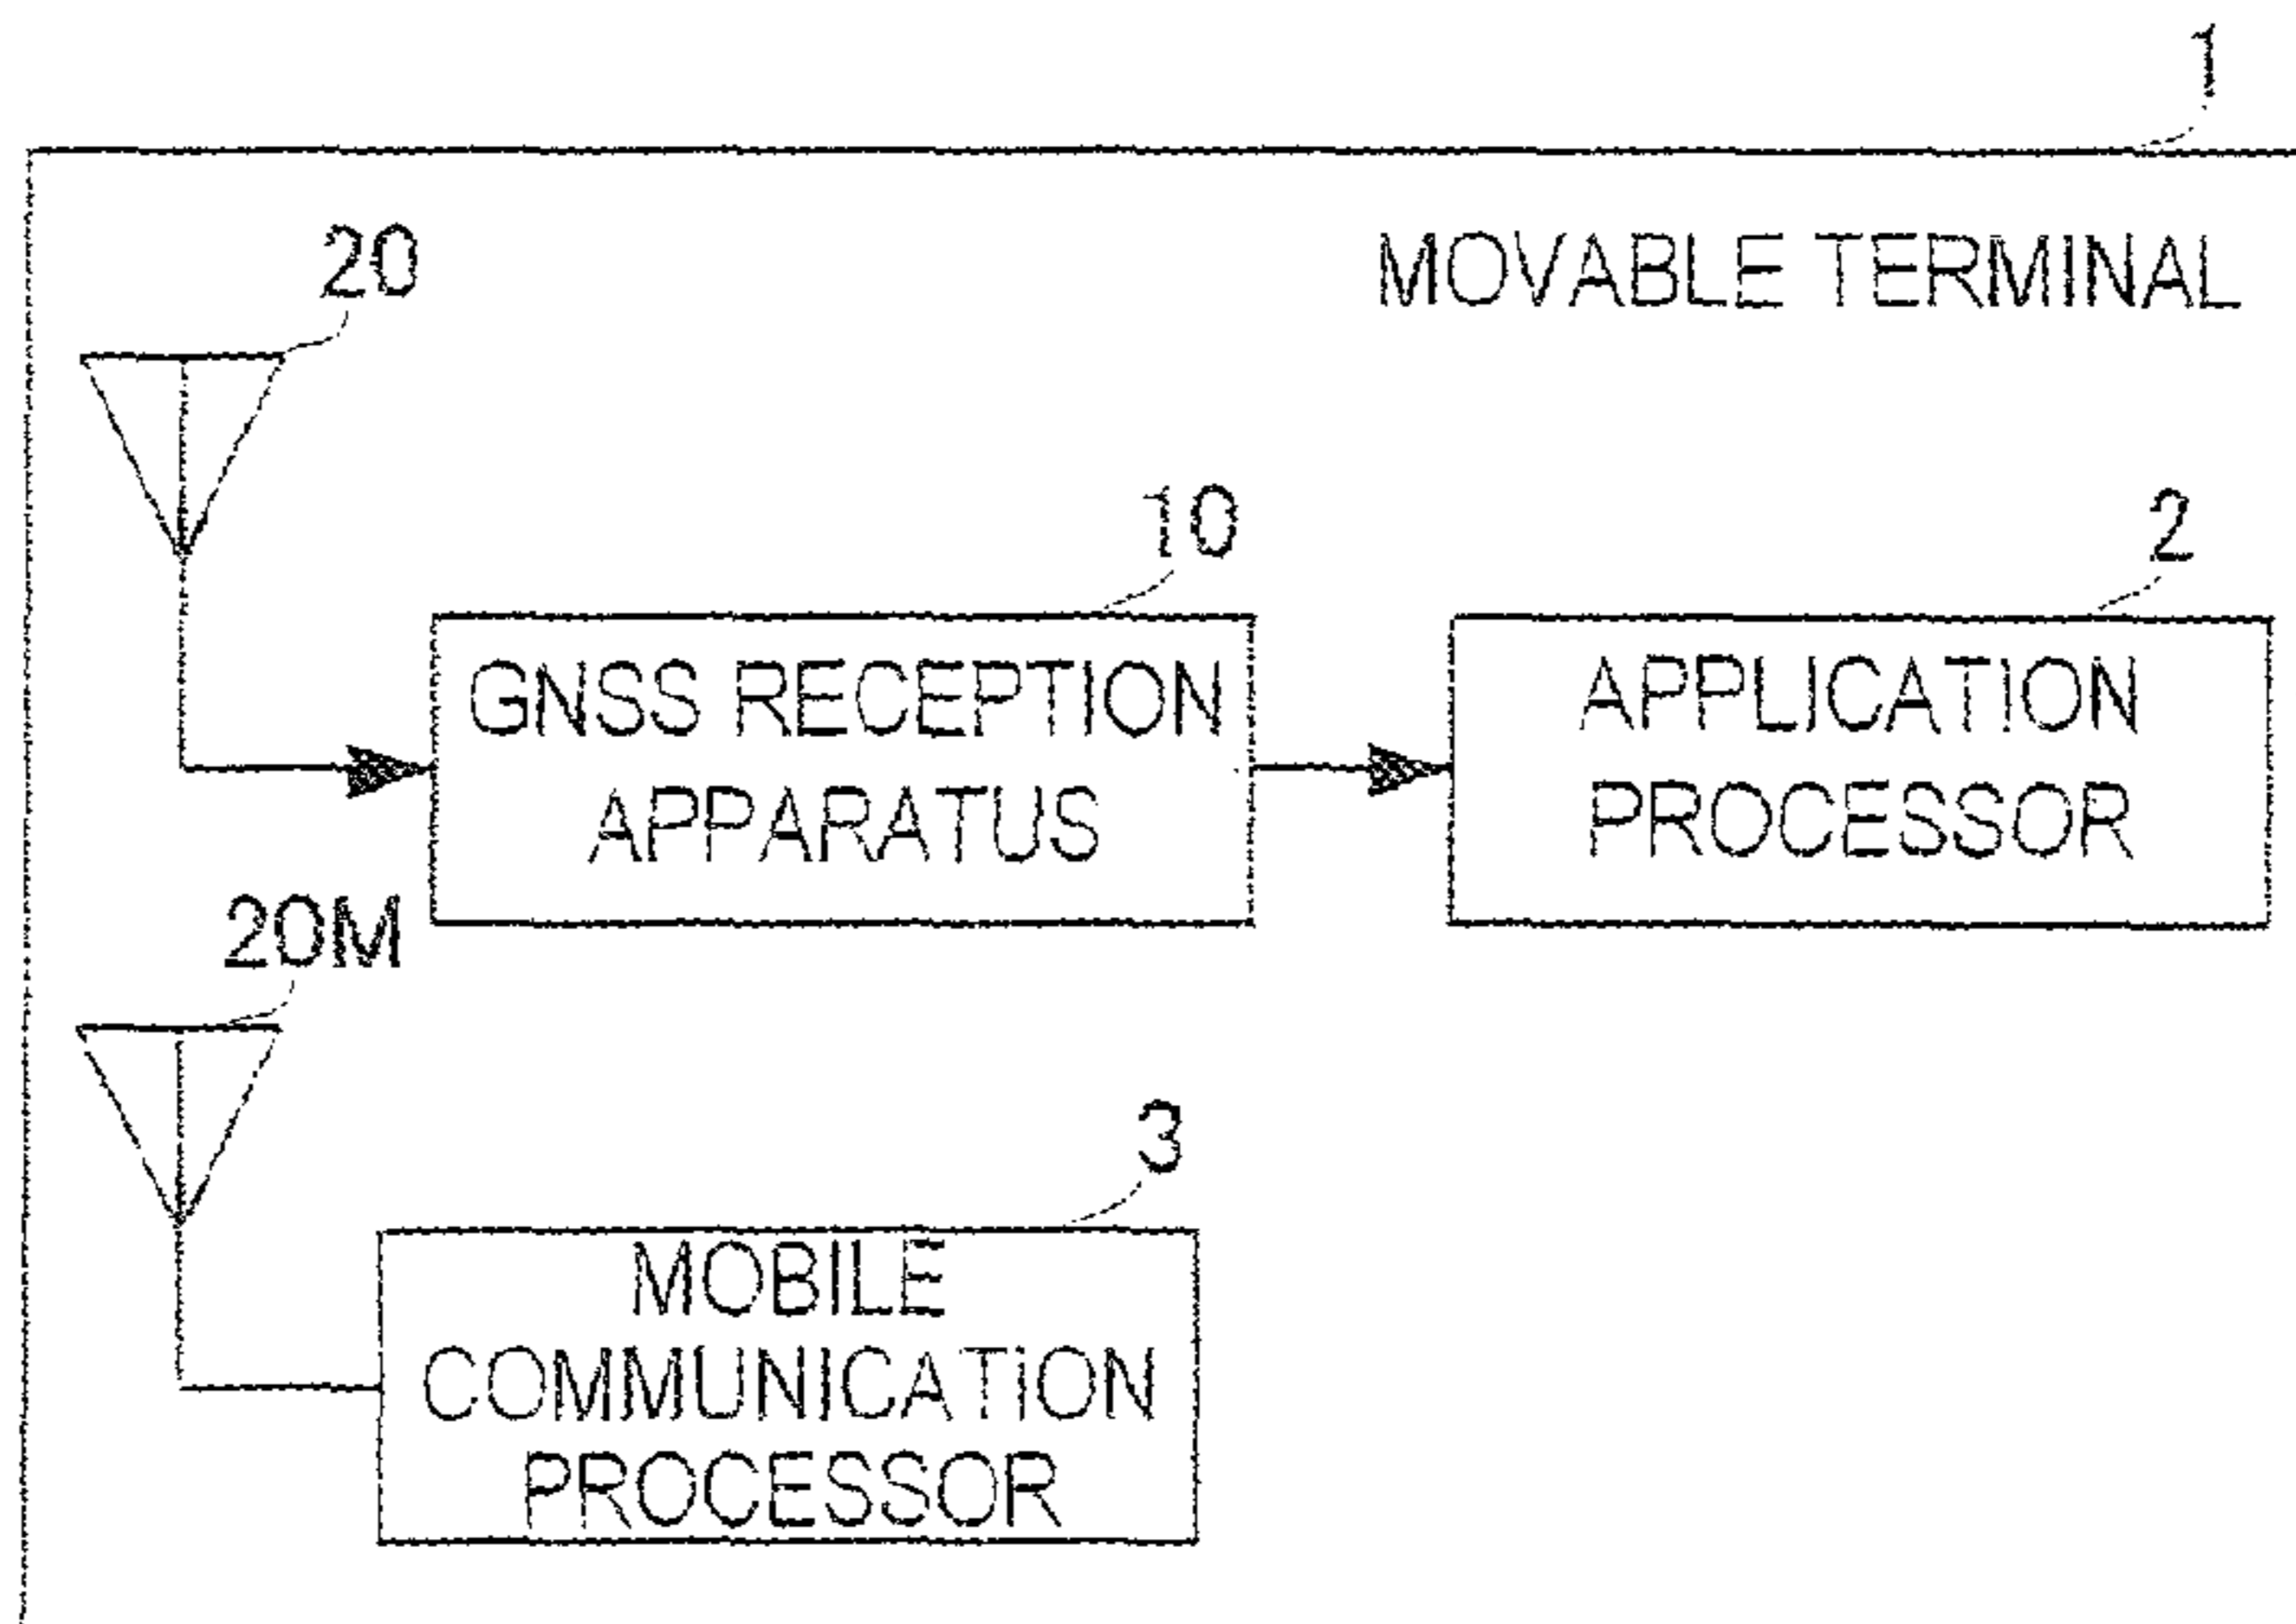 1
MOVABLE TERMINAL
20
10
2
GNSS RECEPTION
APPARATUS
APPLICATION
PROCESSOR
20M
3
MOBILE
COMMUNICATION
PROCESSOR